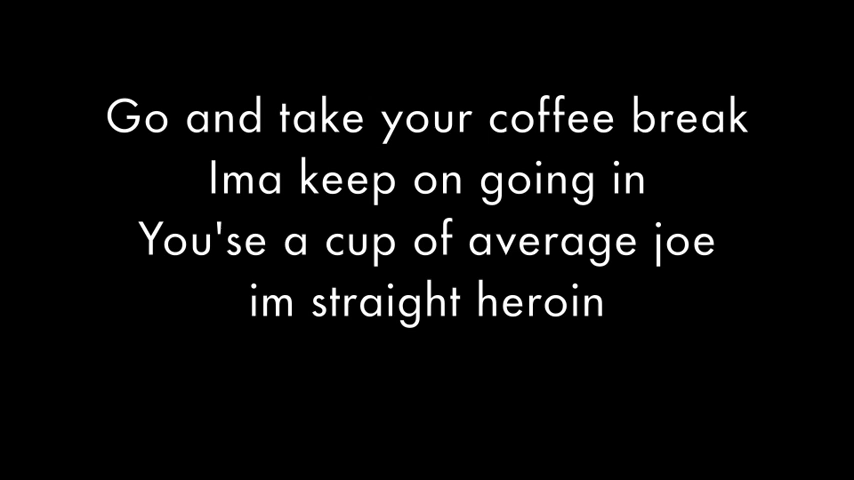 Go and take your coffee break
Ima keep on going in
You'se a cup of average joe
im straight heroin